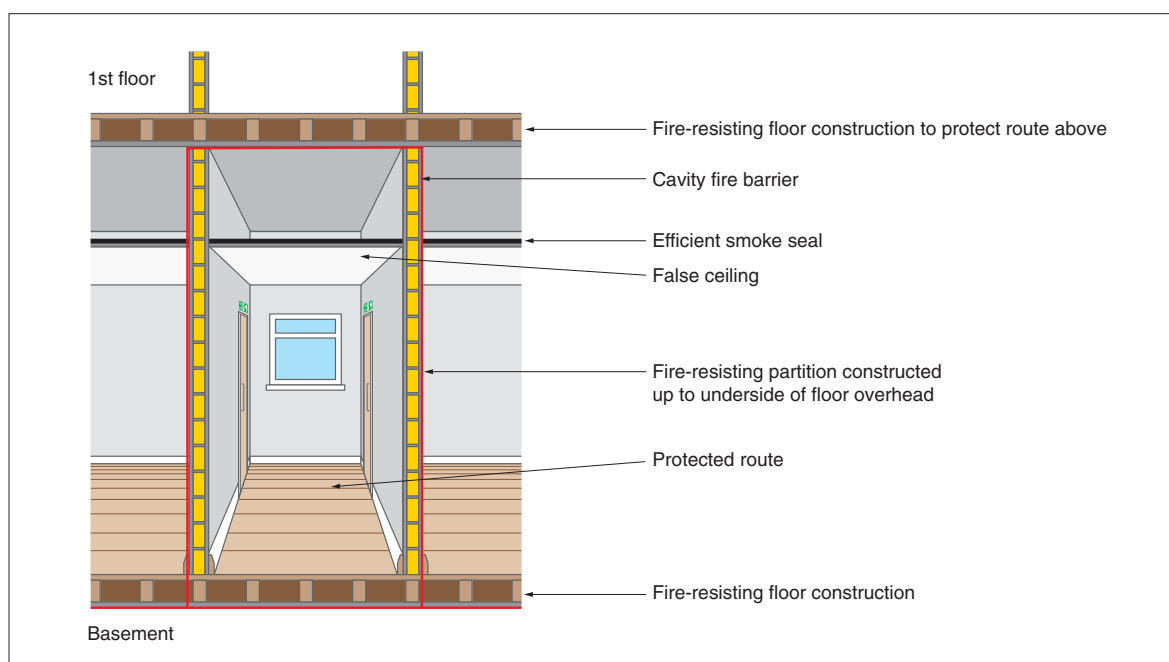 1st floor
Fire-resisting floor construction to protect route above
Cavity fire barrier
Efficient smoke seal
False ceiling
Fire-resisting partition constructed
up to underside of floor overhead
Protected route
Fire-resisting floor construction
Basement